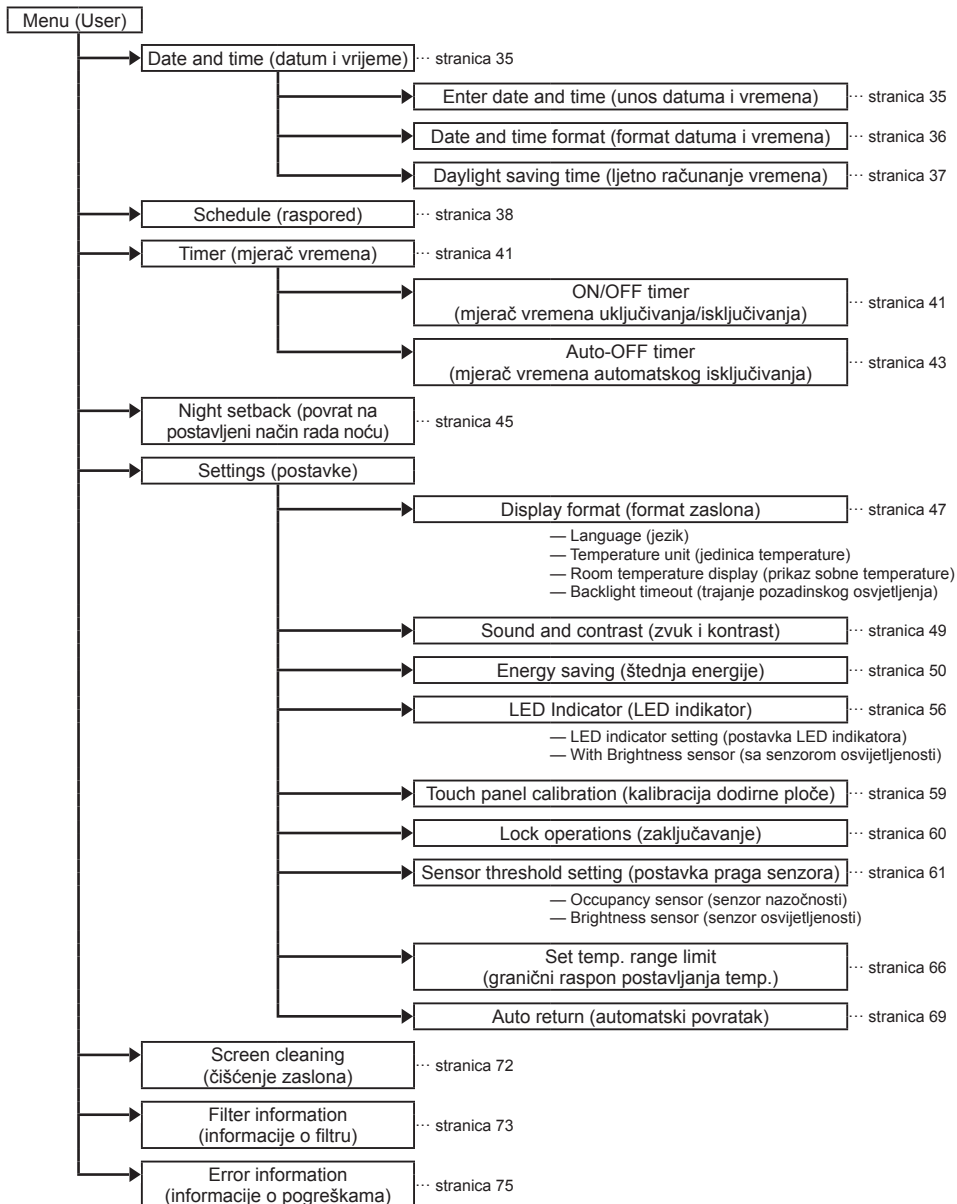 Menu (User)
Date and time (datum i vrijeme) ··· stranica 35
Enter date and time (unos datuma i vremena) ··· stranica 35
Date and time format (format datuma i vremena) ··· stranica 36
Daylight saving time (ljetno računanje vremena) ··· stranica 37
Schedule (raspored) ··· stranica 38
Timer (mjerač vremena) ··· stranica 41
ON/OFF timer
(mjerač vremena uključivanja/isključivanja) ··· stranica 41
Auto-OFF timer
(mjerač vremena automatskog isključivanja) ··· stranica 43
Night setback (povrat na
postavljeni način rada noću) ··· stranica 45
Settings (postavke)
Display format (format zaslona) ··· stranica 47
— Language (jezik)
— Temperature unit (jedinica temperature)
— Room temperature display (prikaz sobne temperature)
— Backlight timeout (trajanje pozadinskog osvjetljenja)
Sound and contrast (zvuk i kontrast) ··· stranica 49
Energy saving (štednja energije) ··· stranica 50
LED Indicator (LED indikator) ··· stranica 56
— LED indicator setting (postavka LED indikatora)
— With Brightness sensor (sa senzorom osvijetljenosti)
Touch panel calibration (kalibracija dodirne ploče) ··· stranica 59
Lock operations (zaključavanje) ··· stranica 60
Sensor threshold setting (postavka praga senzora) ··· stranica 61
— Occupancy sensor (senzor nazočnosti)
— Brightness sensor (senzor osvijetljenosti)
Set temp. range limit
(granični raspon postavljanja temp.) ··· stranica 66
Auto return (automatski povratak) ··· stranica 69
Screen cleaning
(čišćenje zaslona) ··· stranica 72
Filter information
(informacije o filtru) ··· stranica 73
Error information
(informacije o pogreškama) ··· stranica 75